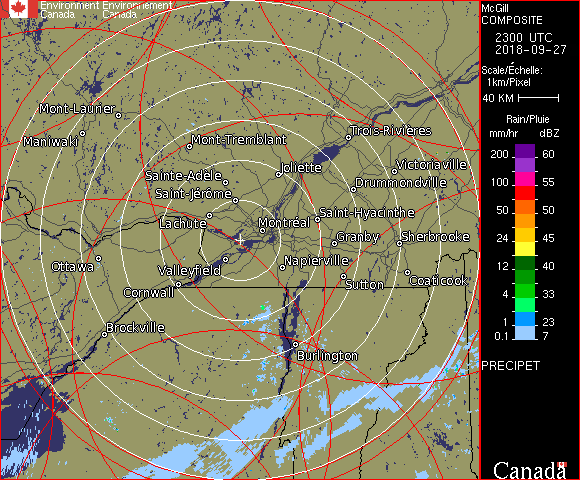 Environment Environnement
Canada Canada
McGill
COMPOSITE
2300 UTC
2018-09-27
Scale/Échelle:
1km/Pixel
40 KM
Rain/Pluie
mm/hr dBZ
200 60
100 55
50 50
24 45
12 40
4 33
1 23
0.1 7
PRECIPET
Canada
Mont-Laurier
Maniwaki
Mont-Tremblant
Trois-Rivières
Sainte-Adèle
Joliette
Victoriaville
Saint-Jérôme
Drummondville
Lachute
Montréal
Saint-Hyacinthe
Granby
Sherbrooke
Ottawa
Valleyfield
Napierville
Cornwall
Sutton
Coaticook
Brockville
Burlington